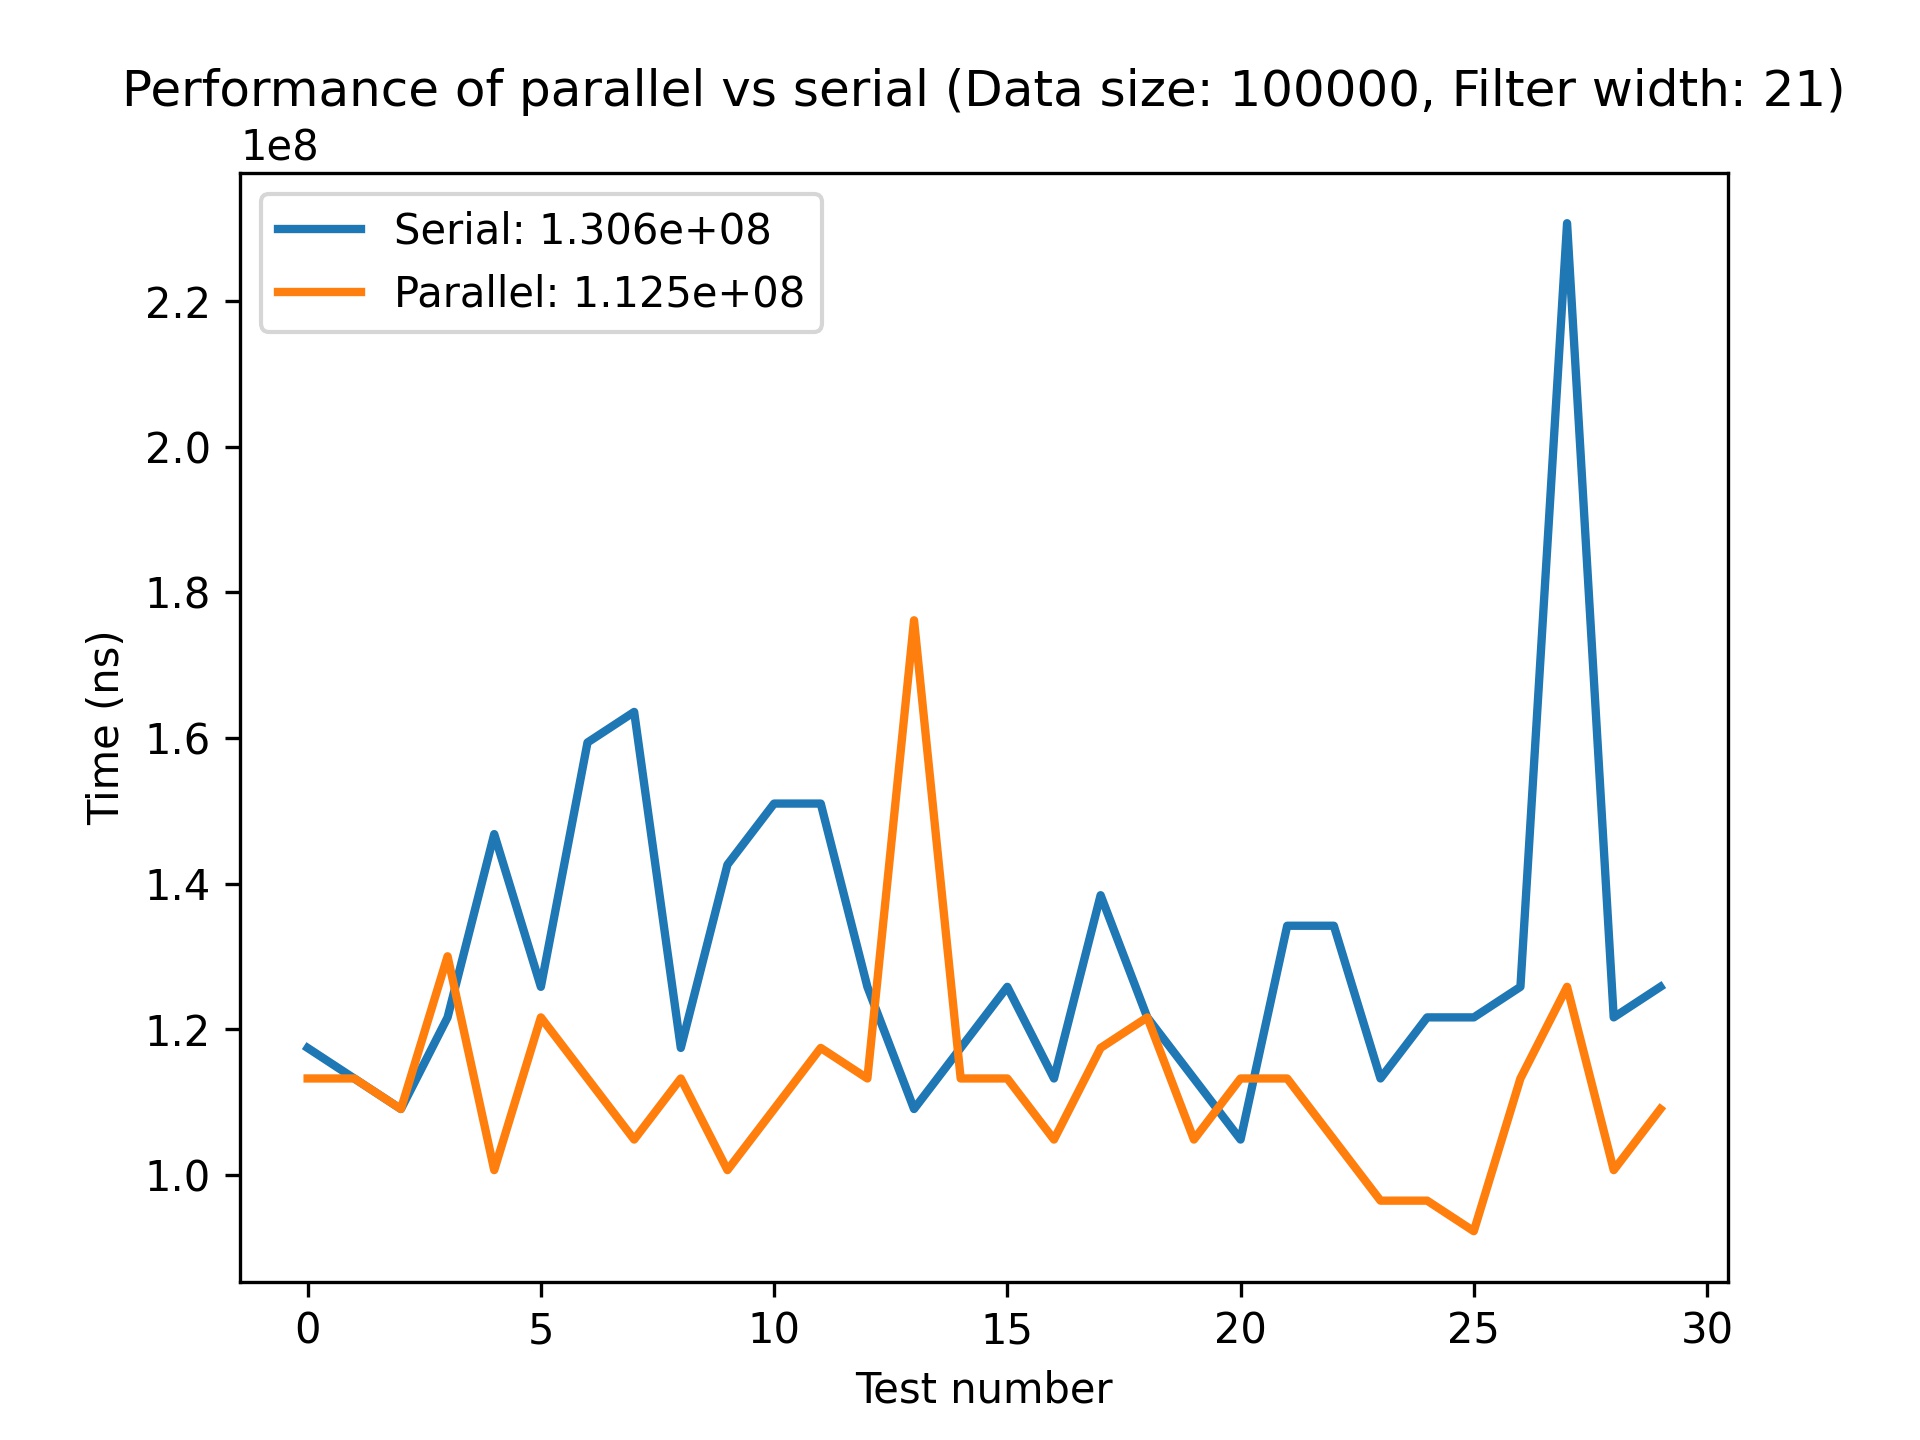 Performance of parallel vs serial (Data size: 100000, Filter width: 21)
1e8
Serial: 1.306e+08
Parallel: 1.125e+08
2.2
2.0
1.8
1.6
1.4
1.2
1.0
Time (ns)
0 5 10 15 20 25 30
Test number